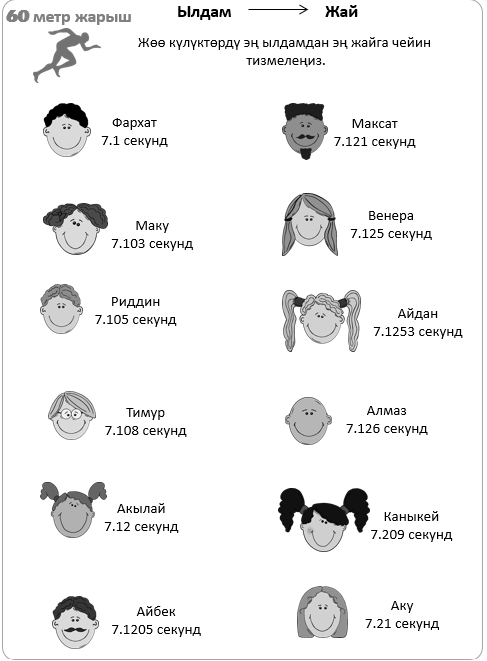 60 метр жарыш
Ылдам Жай
Жөө күлүктөрдү эң ылдамдан эң жайга чейин
тизмелеңиз.
Фархат
7.1 секунд
Максат
7.121 секунд
Маку
7.103 секунд
Венера
7.125 секунд
Риддин
7.105 секунд
Айдан
7.1253 секунд
Тимур
7.108 секунд
Алмаз
7.126 секунд
Акылай
7.12 секунд
Каныкей
7.209 секунд
Айбек
7.1205 секунд
Аку
7.21 секунд